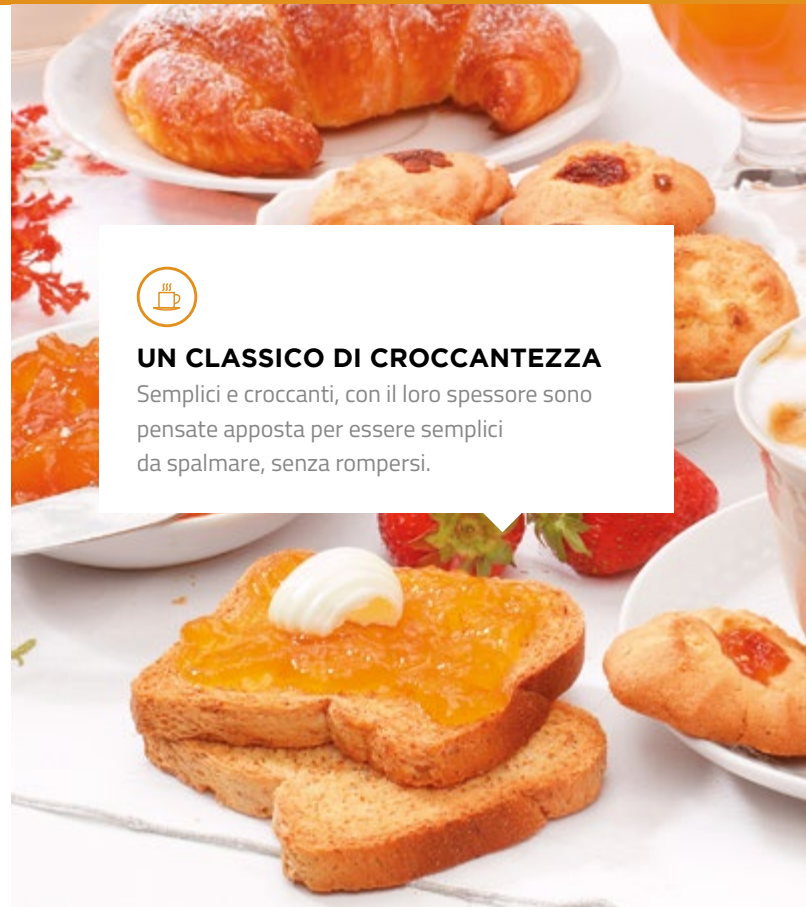 UN CLASSICO DI CROCCANTEZZA
Semplici e croccanti, con il loro spessore sono
pensate apposta per essere semplici
da spalmare, senza rompersi.